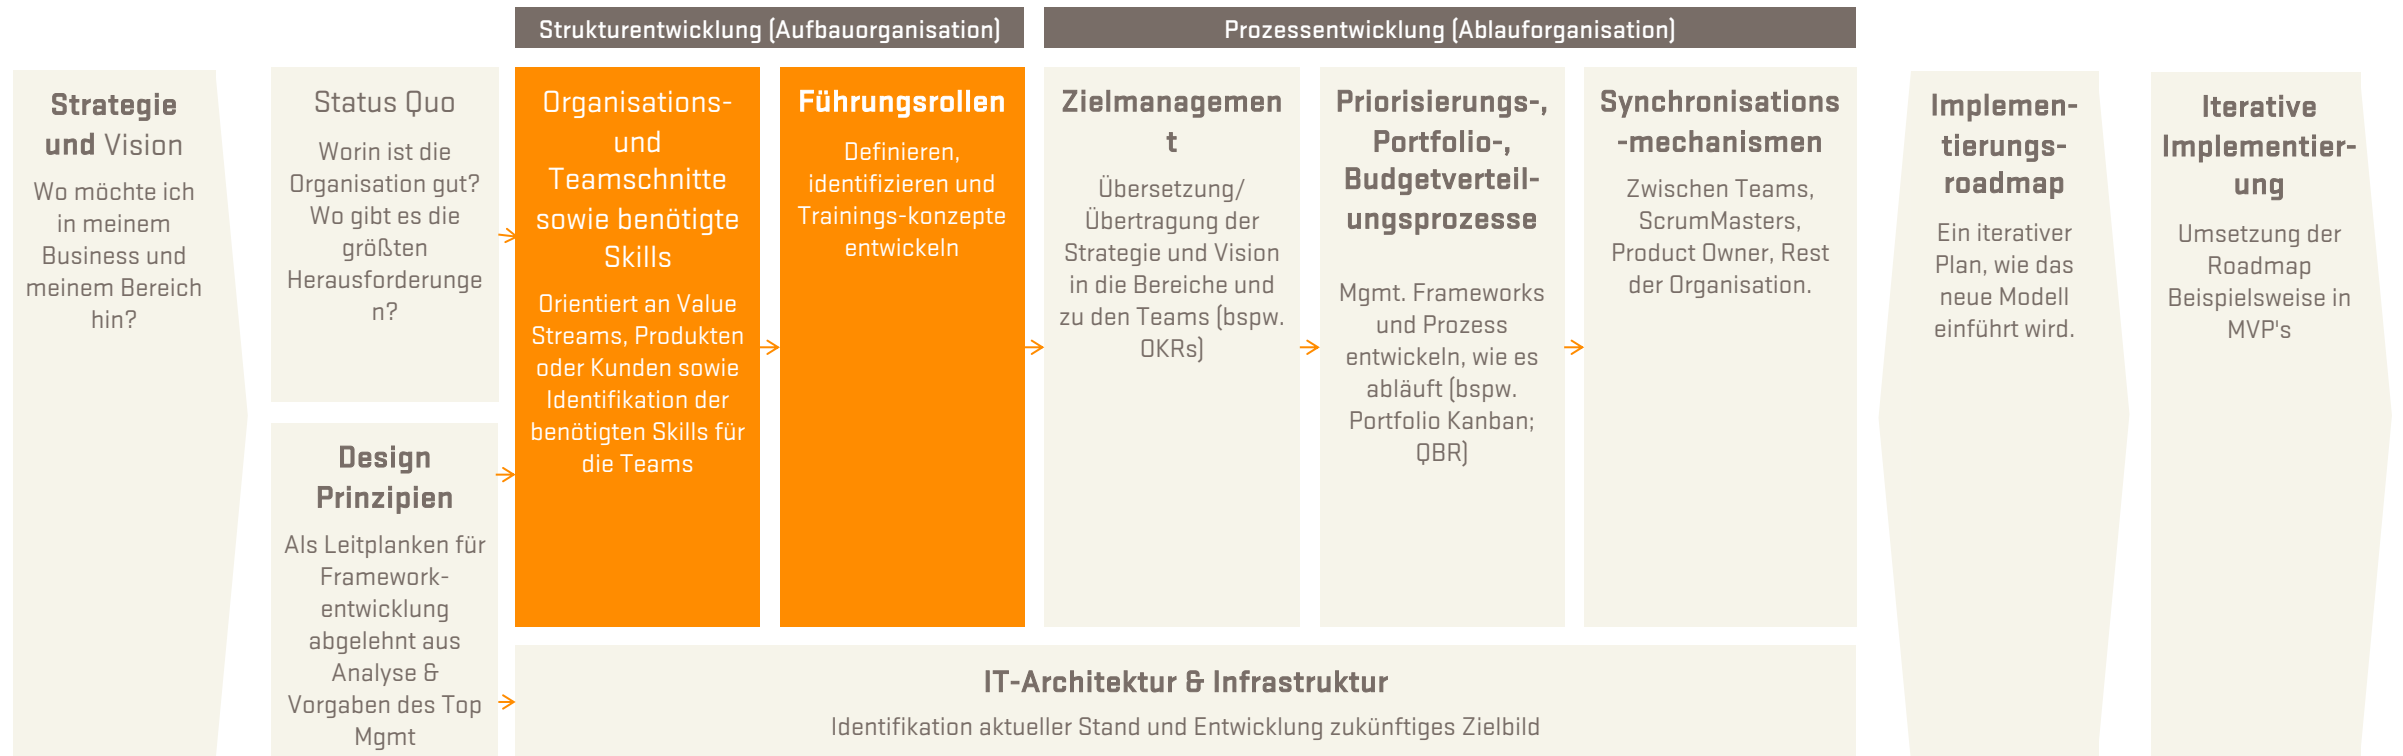 Strukturentwicklung (Aufbauorganisation)
Prozessentwicklung (Ablauforganisation)
Strategie
und Vision
Wo möchte ich
in meinem
Business und
meinem Bereich
hin?
Status Quo
Worin ist die
Organisation gut?
Wo gibt es die
größten
Herausforderunge
n?
Design
Prinzipien
Als Leitplanken für
Framework-
entwicklung
abgelehnt aus
Analyse &
Vorgaben des Top
Mgmt
Organisations-
und
Teamschnitte
sowie benötigte
Skills
Orientiert an Value
Streams, Produkten
oder Kunden sowie
Identifikation der
benötigten Skills für
die Teams
Führungsrollen
Definieren,
identifizieren und
Trainings-konzepte
entwickeln
Zielmanagemen
t
Übersetzung/
Übertragung der
Strategie und Vision
in die Bereiche und
zu den Teams (bspw.
OKRs)
Priorisierungs-,
Portfolio-,
Budgetverteil-
ungsprozesse
Mgmt. Frameworks
und Prozess
entwickeln, wie es
abläuft (bspw.
Portfolio Kanban;
QBR)
Synchronisations
-mechanismen
Zwischen Teams,
ScrumMasters,
Product Owner, Rest
der Organisation.
IT-Architektur & Infrastruktur
Identifikation aktueller Stand und Entwicklung zukünftiges Zielbild
Implemen-
tierungs-
roadmap
Ein iterativer
Plan, wie das
neue Modell
einführt wird.
Iterative
Implementier-
ung
Umsetzung der
Roadmap
Beispielsweise in
MVP's